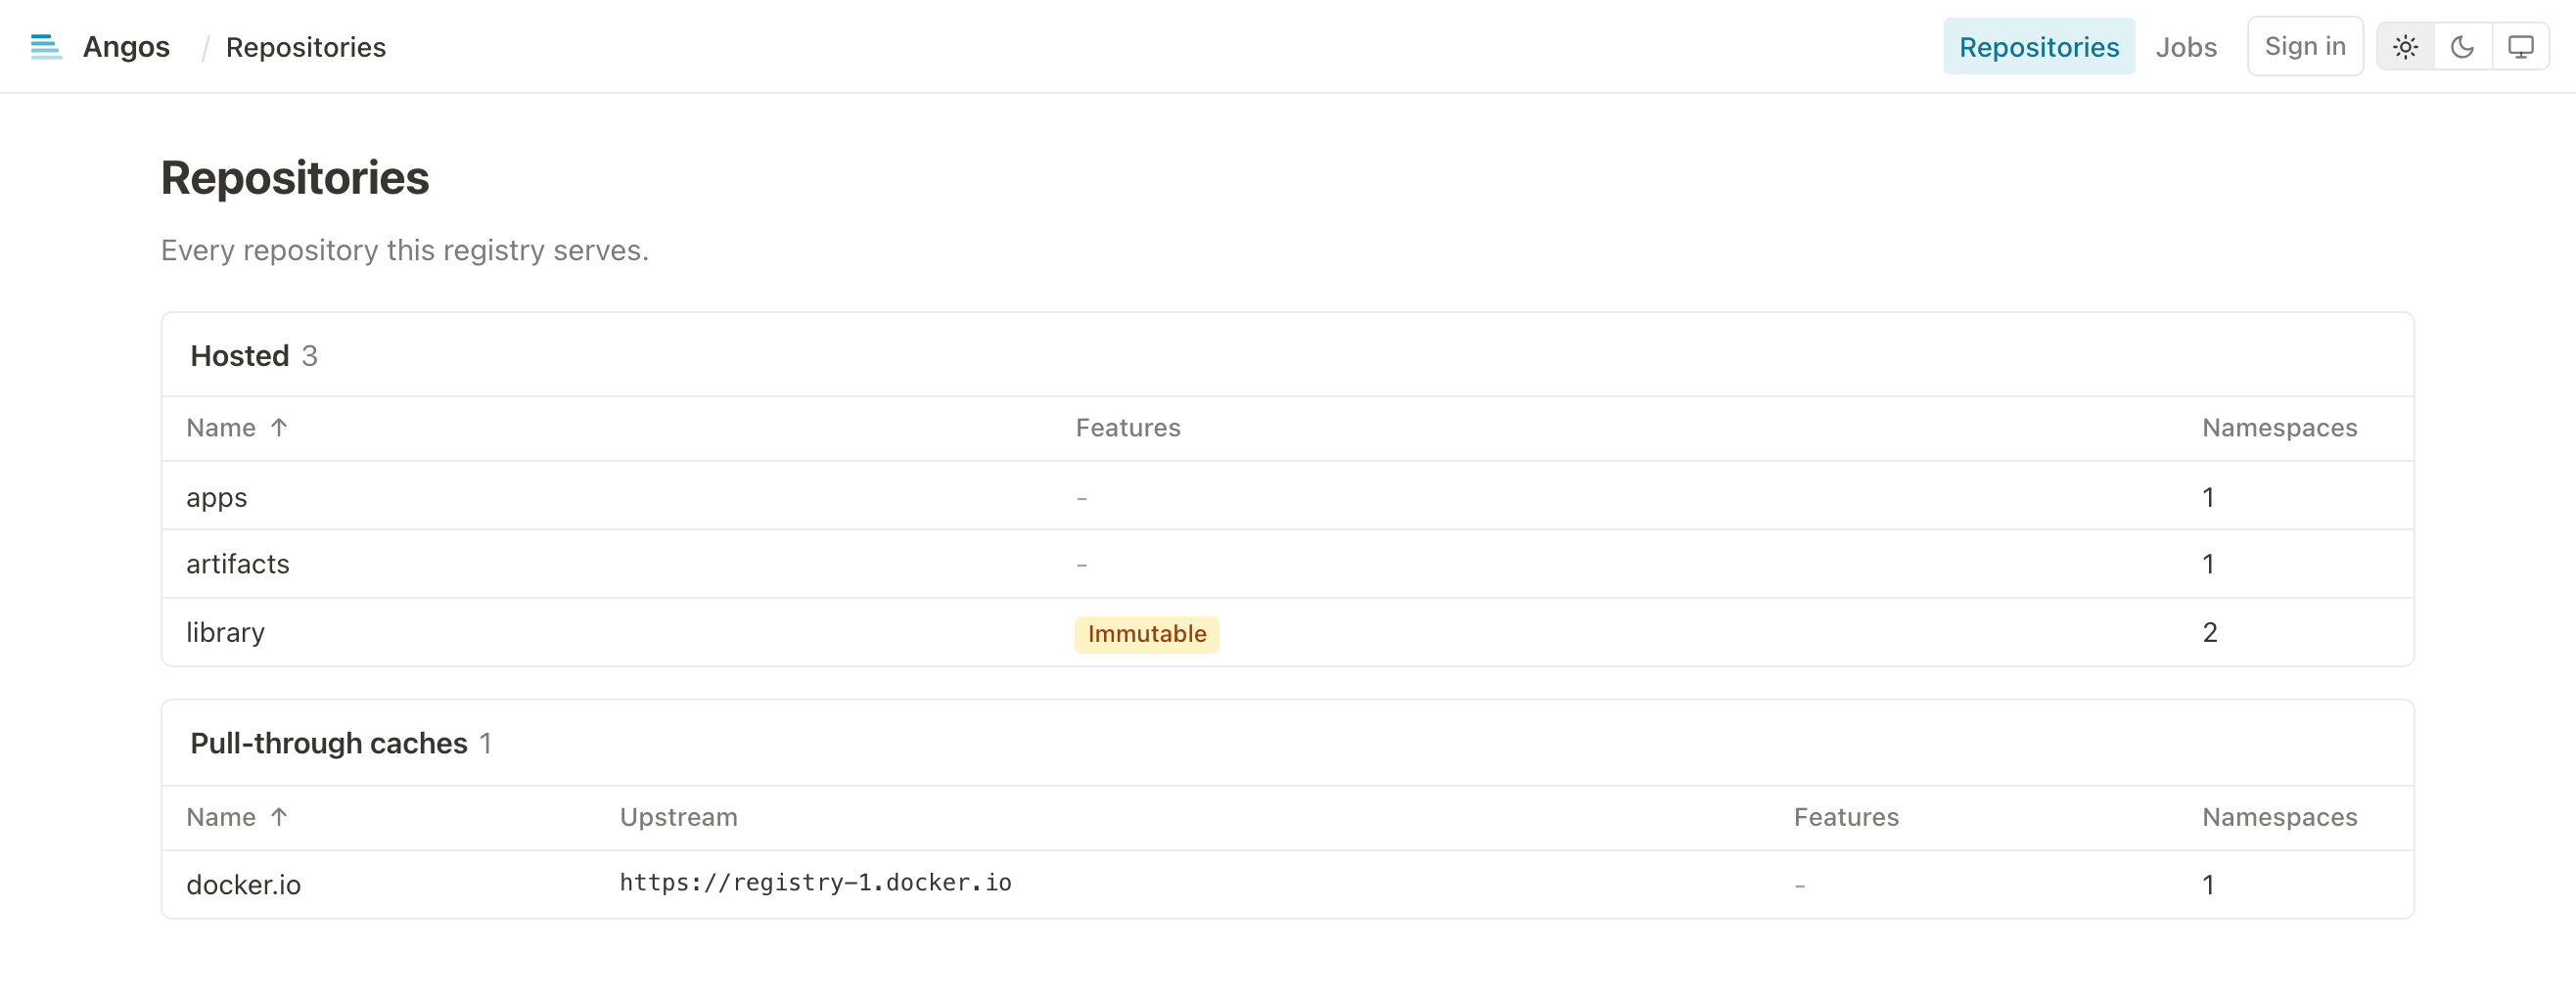 Angos / Repositories Repositories Jobs Sign in
Repositories
Every repository this registry serves.
Hosted 3
Name ↑ Features Namespaces
apps - 1
artifacts - 1
library Immutable 2
Pull-through caches 1
Name ↑ Upstream Features Namespaces
docker.io https://registry-1.docker.io - 1